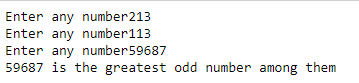 Enter any number213
Enter any number113
Enter any number59687
59687 is the greatest odd number among them